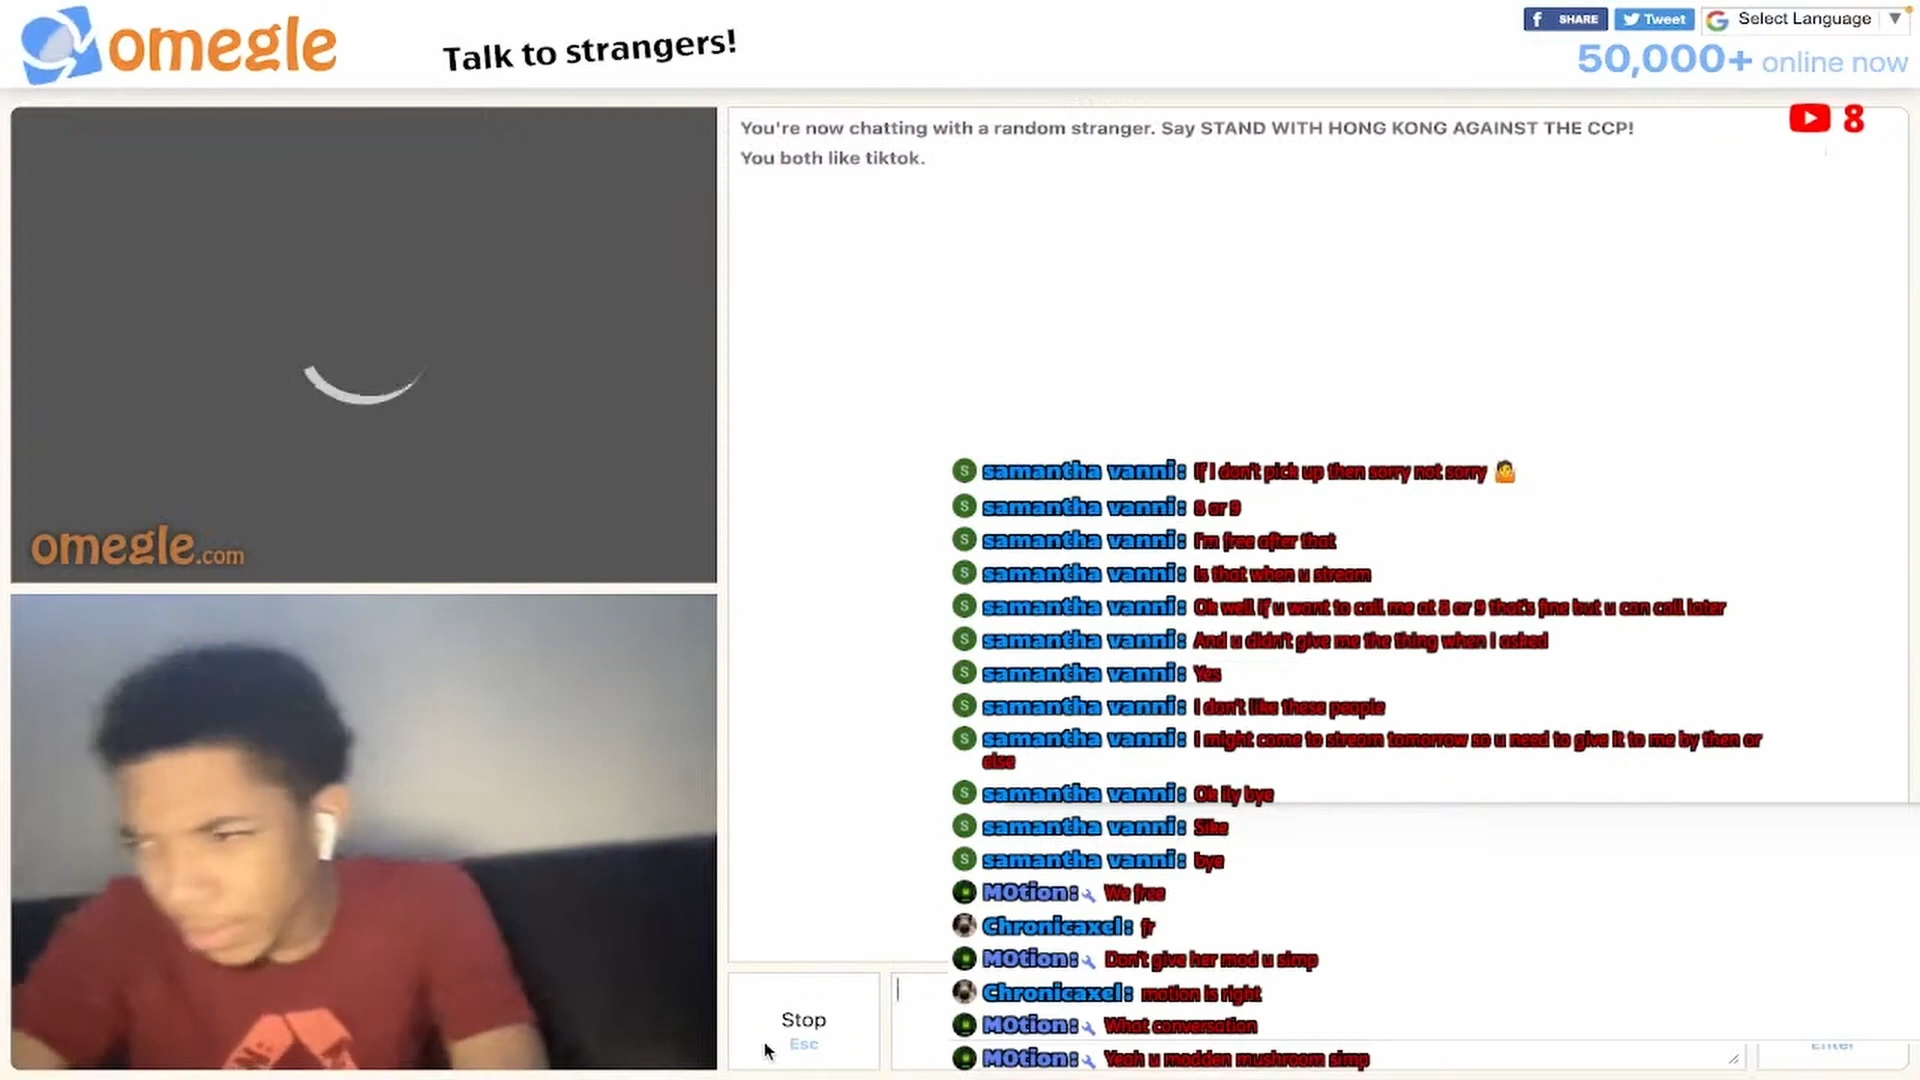 omegle
Talk to strangers!
SHARE
Tweet
Select Language
50,000+ online now
8
You're now chatting with a random stranger. Say STAND WITH HONG KONG AGAINST THE CCP!
You both like tiktok.
omegle.com
samantha vanni: If I don't pick up then sorry not sorry 🤷
samantha vanni: 8 or 9
samantha vanni: I'm free after that
samantha vanni: Is that when u stream
samantha vanni: Ok well if u want to call me at 8 or 9 that's fine but u can call later
samantha vanni: And u didn't give me the thing when I asked
samantha vanni: Yes
samantha vanni: I don't like these people
samantha vanni: I might come to stream tomorrow so u need to give it to me by then or
else
samantha vanni: Ok ily bye
samantha vanni: Sike
samantha vanni: bye
MOtion: We free
Chronicaxel: fr
MOtion: Don't give her mod u simp
Chronicaxel: motion is right
MOtion: What conversation
MOtion: Yeah u modden mushroom simp
Stop
Esc
Enter